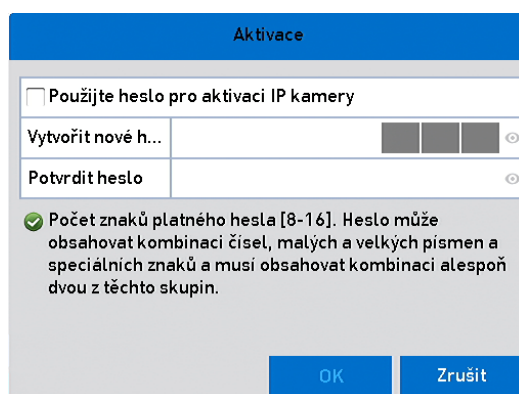 Aktivace
Použijte heslo pro aktivaci IP kamery
Vytvořit nové h...
Potvrdit heslo
Počet znaků platného hesla [8-16]. Heslo může
obsahovat kombinaci čísel, malých a velkých písmen a
speciálních znaků a musí obsahovat kombinaci alespoň
dvou z těchto skupin.
OK
Zrušit